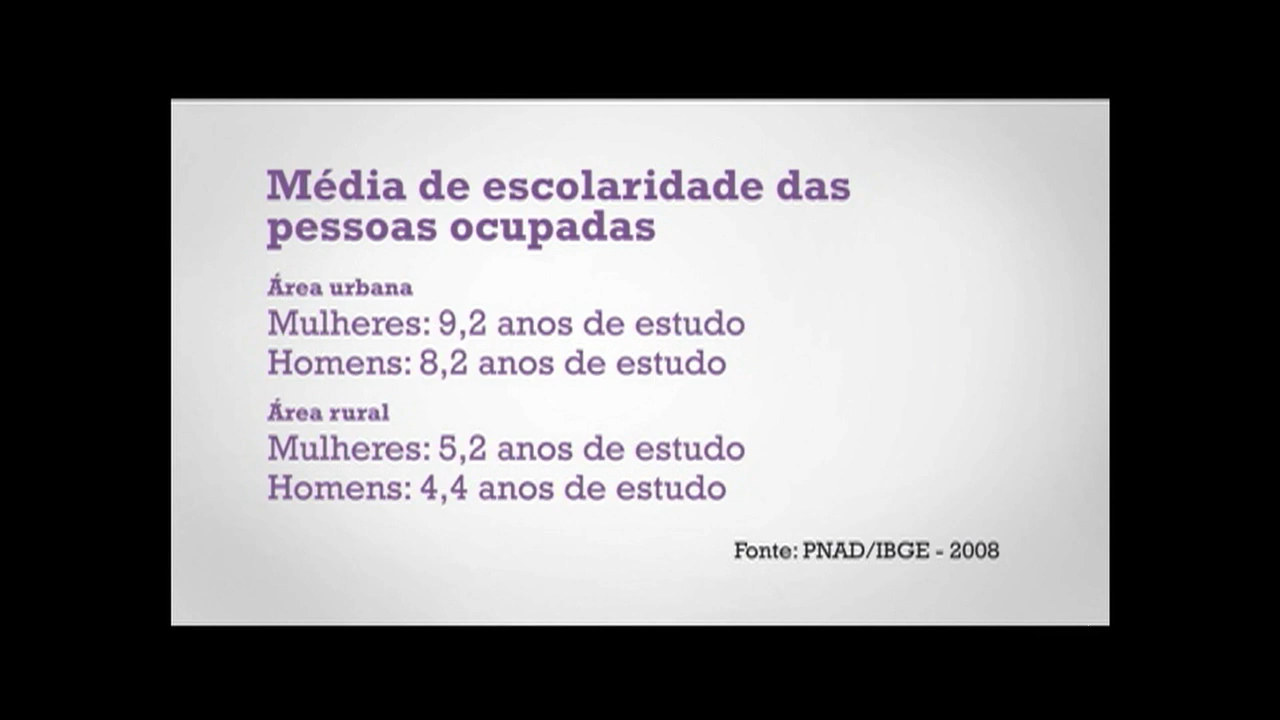 Média de escolaridade das
pessoas ocupadas
Área urbana
Mulheres: 9,2 anos de estudo
Homens: 8,2 anos de estudo
Área rural
Mulheres: 5,2 anos de estudo
Homens: 4,4 anos de estudo
Fonte: PNAD/IBGE - 2008